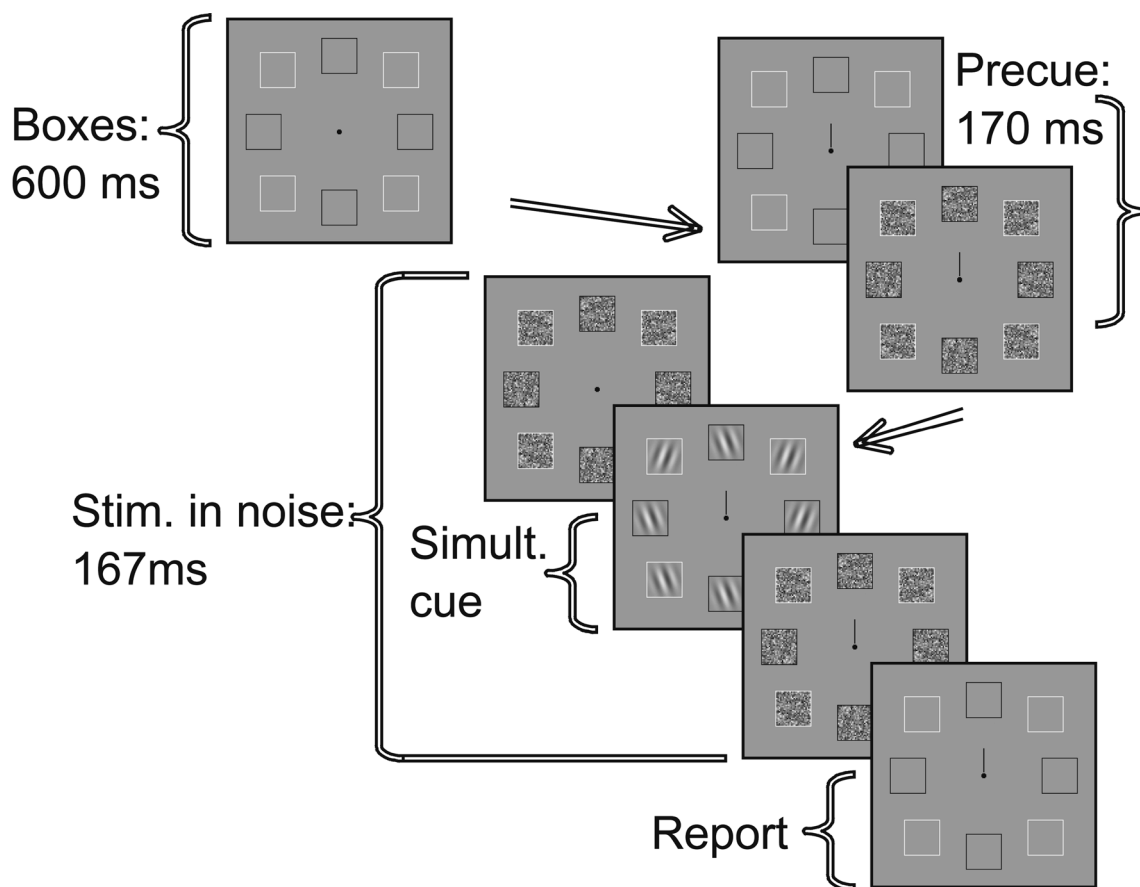 Boxes:
600 ms
Precue:
170 ms
Stim. in noise:
167ms
Simult.
cue
Report